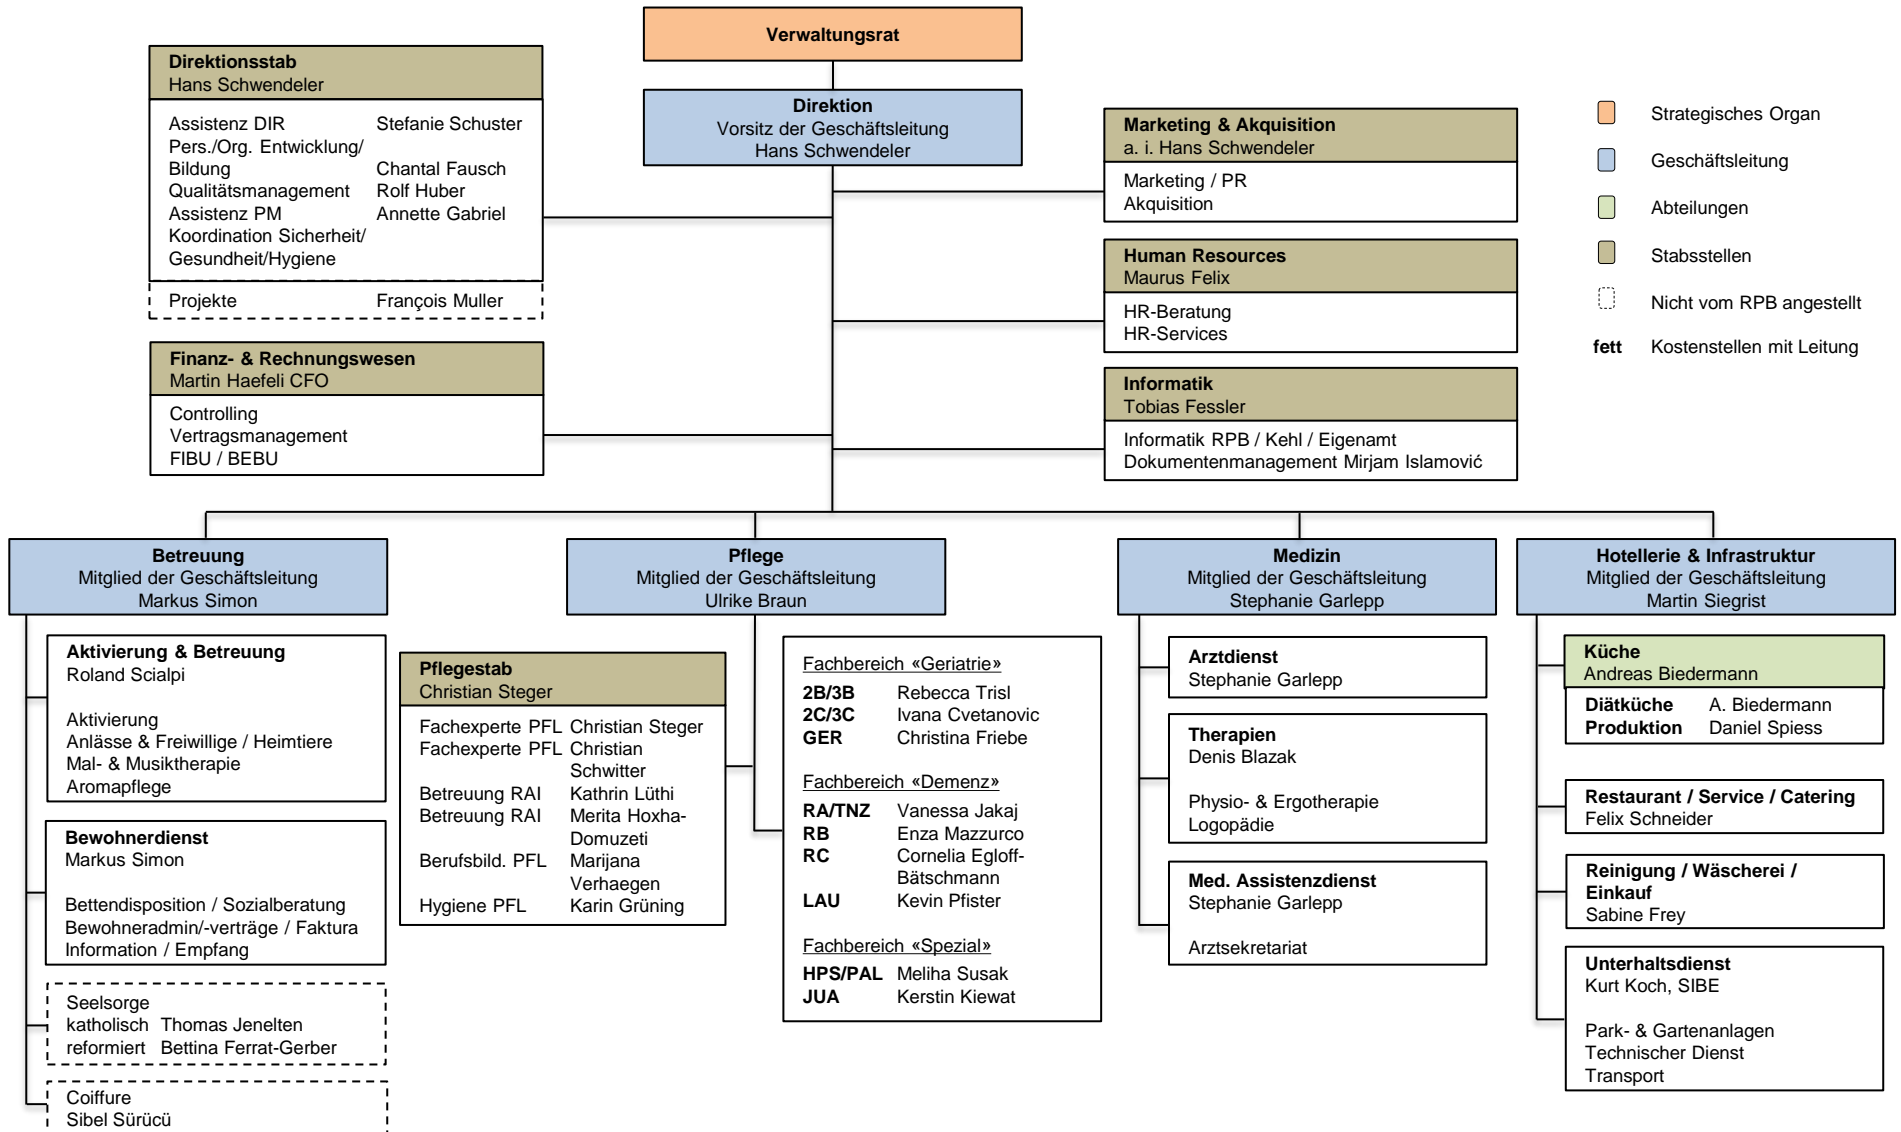 Verwaltungsrat
Direktionsstab
Hans Schwendeler
Assistenz DIR Stefanie Schuster
Pers./Org. Entwicklung/
Bildung Chantal Fausch
Qualitätsmanagement Rolf Huber
Assistenz PM Annette Gabriel
Koordination Sicherheit/
Gesundheit/Hygiene
Projekte François Muller
Direktion
Vorsitz der Geschäftsleitung
Hans Schwendeler
Marketing & Akquisition
a. i. Hans Schwendeler
Marketing / PR
Akquisition
Strategisches Organ
Geschäftsleitung
Abteilungen
Stabsstellen
Nicht vom RPB angestellt
fett Kostenstellen mit Leitung
Human Resources
Maurus Felix
HR-Beratung
HR-Services
Finanz- & Rechnungswesen
Martin Haefeli CFO
Controlling
Vertragsmanagement
FIBU / BEBU
Informatik
Tobias Fessler
Informatik RPB / Kehl / Eigenamt
Dokumentenmanagement Mirjam Islamović
Betreuung
Mitglied der Geschäftsleitung
Markus Simon
Aktivierung & Betreuung
Roland Scialpi
Aktivierung
Anlässe & Freiwillige / Heimtiere
Mal- & Musiktherapie
Aromapflege
Bewohnerdienst
Markus Simon
Bettendisposition / Sozialberatung
Bewohneradmin/-verträge / Faktura
Information / Empfang
Seelsorge
katholisch Thomas Jenelten
reformiert Bettina Ferrat-Gerber
Coiffure
Sibel Sürücü
Pflege
Mitglied der Geschäftsleitung
Ulrike Braun
Pflegestab
Christian Steger
Fachexperte PFL Christian Steger
Fachexperte PFL Christian
Schwitter
Betreuung RAI Kathrin Lüthi
Betreuung RAI Merita Hoxha-
Domuzeti
Berufsbild. PFL Marijana
Verhaegen
Hygiene PFL Karin Grüning
Fachbereich «Geriatrie»
2B/3B Rebecca Trisl
2C/3C Ivana Cvetanovic
GER Christina Friebe
Fachbereich «Demenz»
RA/TNZ Vanessa Jakaj
RB Enza Mazzurco
RC Cornelia Egloff-
Bätschmann
LAU Kevin Pfister
Fachbereich «Spezial»
HPS/PAL Meliha Susak
JUA Kerstin Kiewat
Medizin
Mitglied der Geschäftsleitung
Stephanie Garlepp
Arztdienst
Stephanie Garlepp
Therapien
Denis Blazak
Physio- & Ergotherapie
Logopädie
Med. Assistenzdienst
Stephanie Garlepp
Arztsekretariat
Hotellerie & Infrastruktur
Mitglied der Geschäftsleitung
Martin Siegrist
Küche
Andreas Biedermann
Diätküche A. Biedermann
Produktion Daniel Spiess
Restaurant / Service / Catering
Felix Schneider
Reinigung / Wäscherei /
Einkauf
Sabine Frey
Unterhaltsdienst
Kurt Koch, SIBE
Park- & Gartenanlagen
Technischer Dienst
Transport